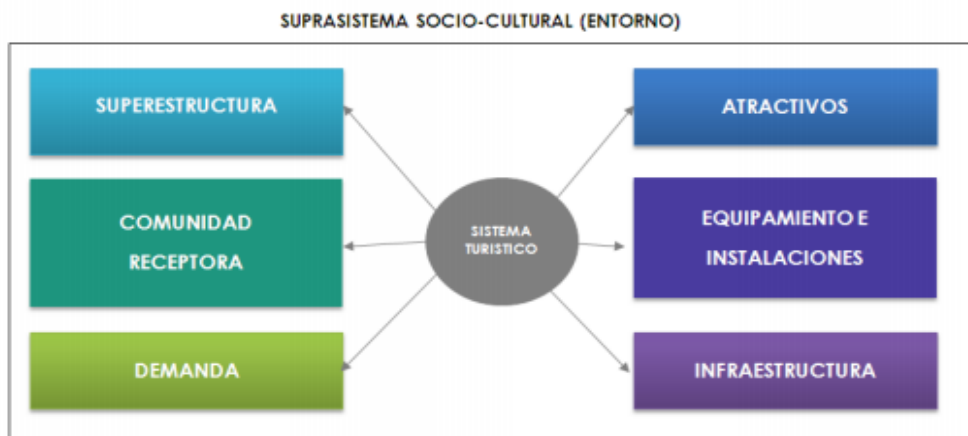 SUPRASISTEMA SOCIO-CULTURAL (ENTORNO)
SUPERESTRUCTURA
ATRACTIVOS
COMUNIDAD
RECEPTORA
SISTEMA
TURISTICO
EQUIPAMIENTO E
INSTALACIONES
DEMANDA
INFRAESTRUCTURA